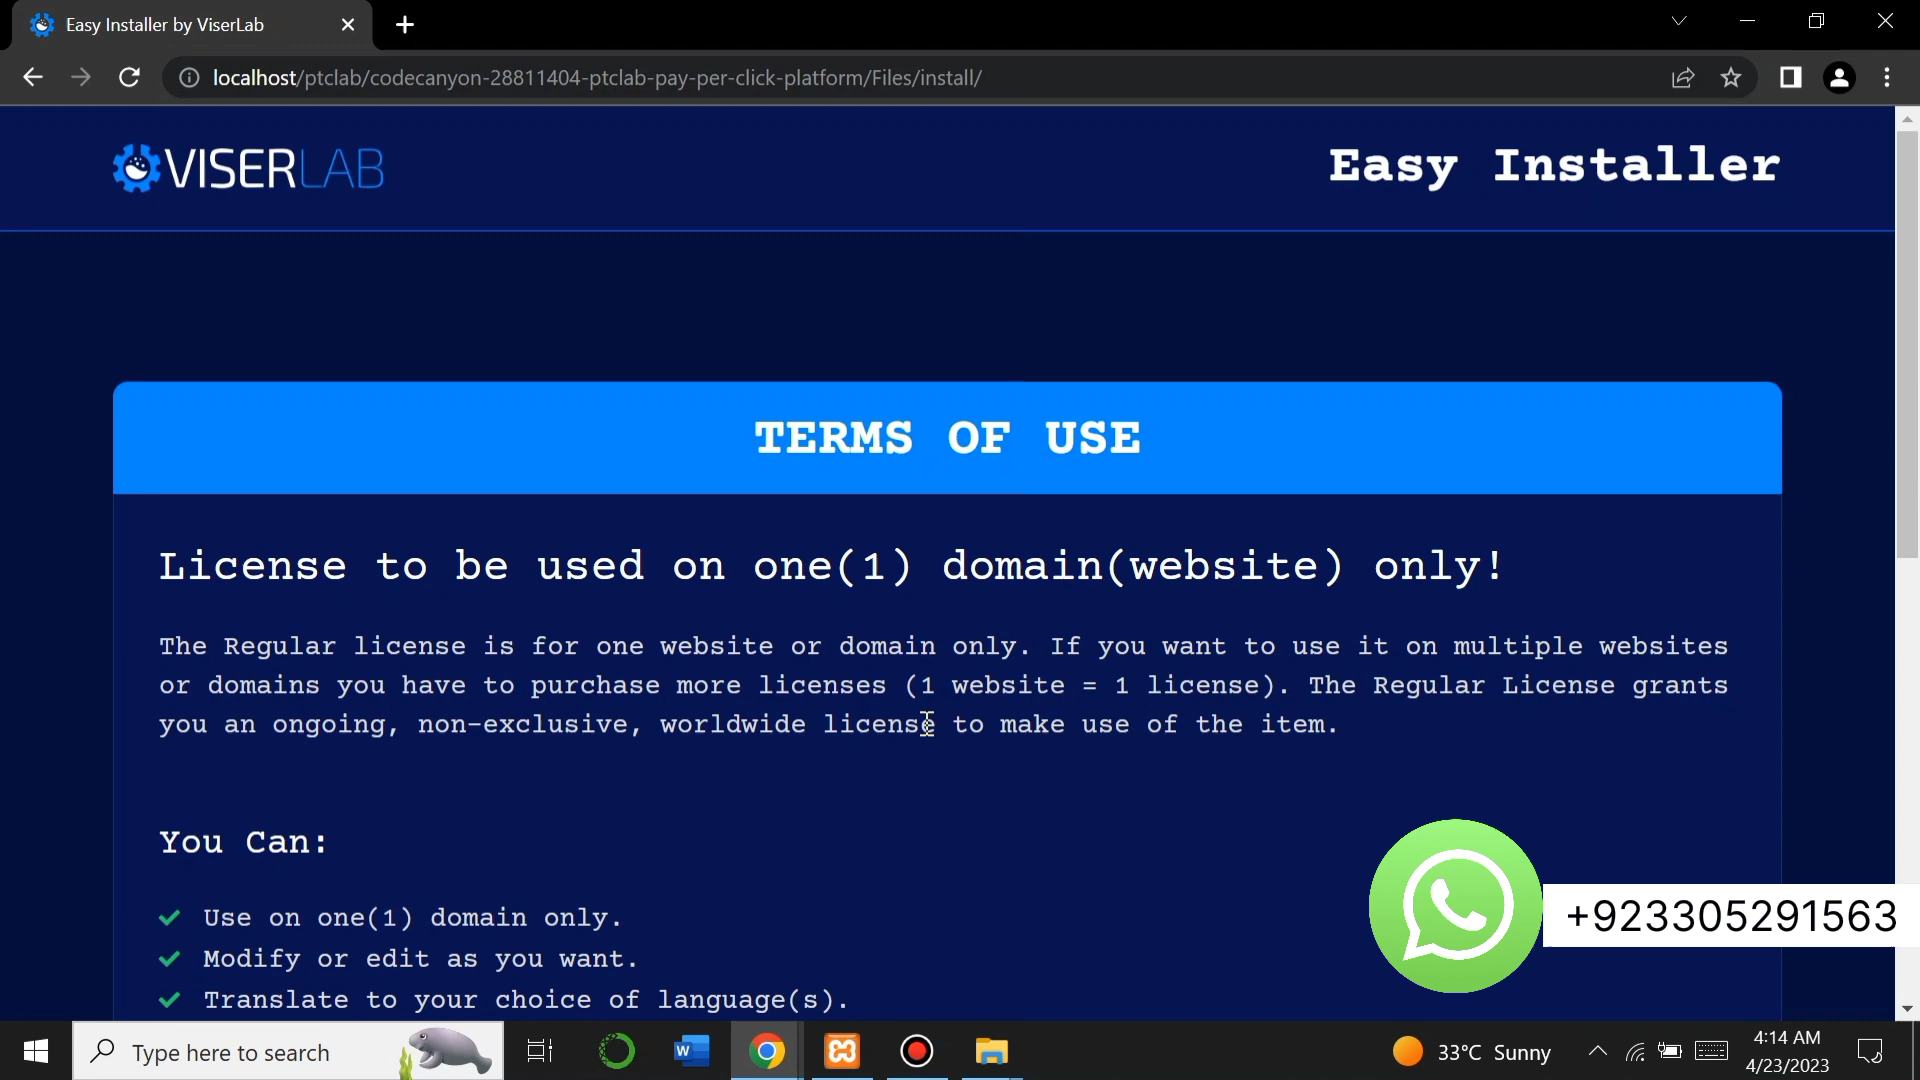 Easy Installer by ViserLab
localhost/ptclab/codecanyon-28811404-ptclab-pay-per-click-platform/Files/install/
VISERLAB
Easy Installer
TERMS OF USE
License to be used on one(1) domain(website) only!
The Regular license is for one website or domain only. If you want to use it on multiple websites
or domains you have to purchase more licenses (1 website = 1 license). The Regular License grants
you an ongoing, non-exclusive, worldwide license to make use of the item.
You Can:
Use on one(1) domain only.
Modify or edit as you want.
Translate to your choice of language(s).
+923305291563
Type here to search
33°C Sunny
4:14 AM
4/23/2023